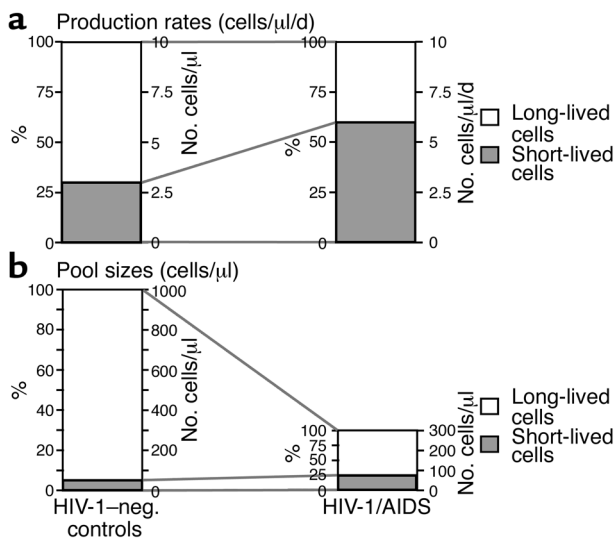 a Production rates (cells/µl/d)
100
75
50
25
0
%
10
7.5
5
2.5
0
No. cells/µl
100
75
50
25
0
%
10
7.5
5
2.5
0
No. cells/µl/d
Long-lived
cells
Short-lived
cells
b Pool sizes (cells/µl)
100
80
60
40
20
0
%
1000
800
600
400
200
0
No. cells/µl
100
75
50
25
0
%
300
200
100
0
No. cells/µl
Long-lived
cells
Short-lived
cells
HIV-1–neg.
controls
HIV-1/AIDS